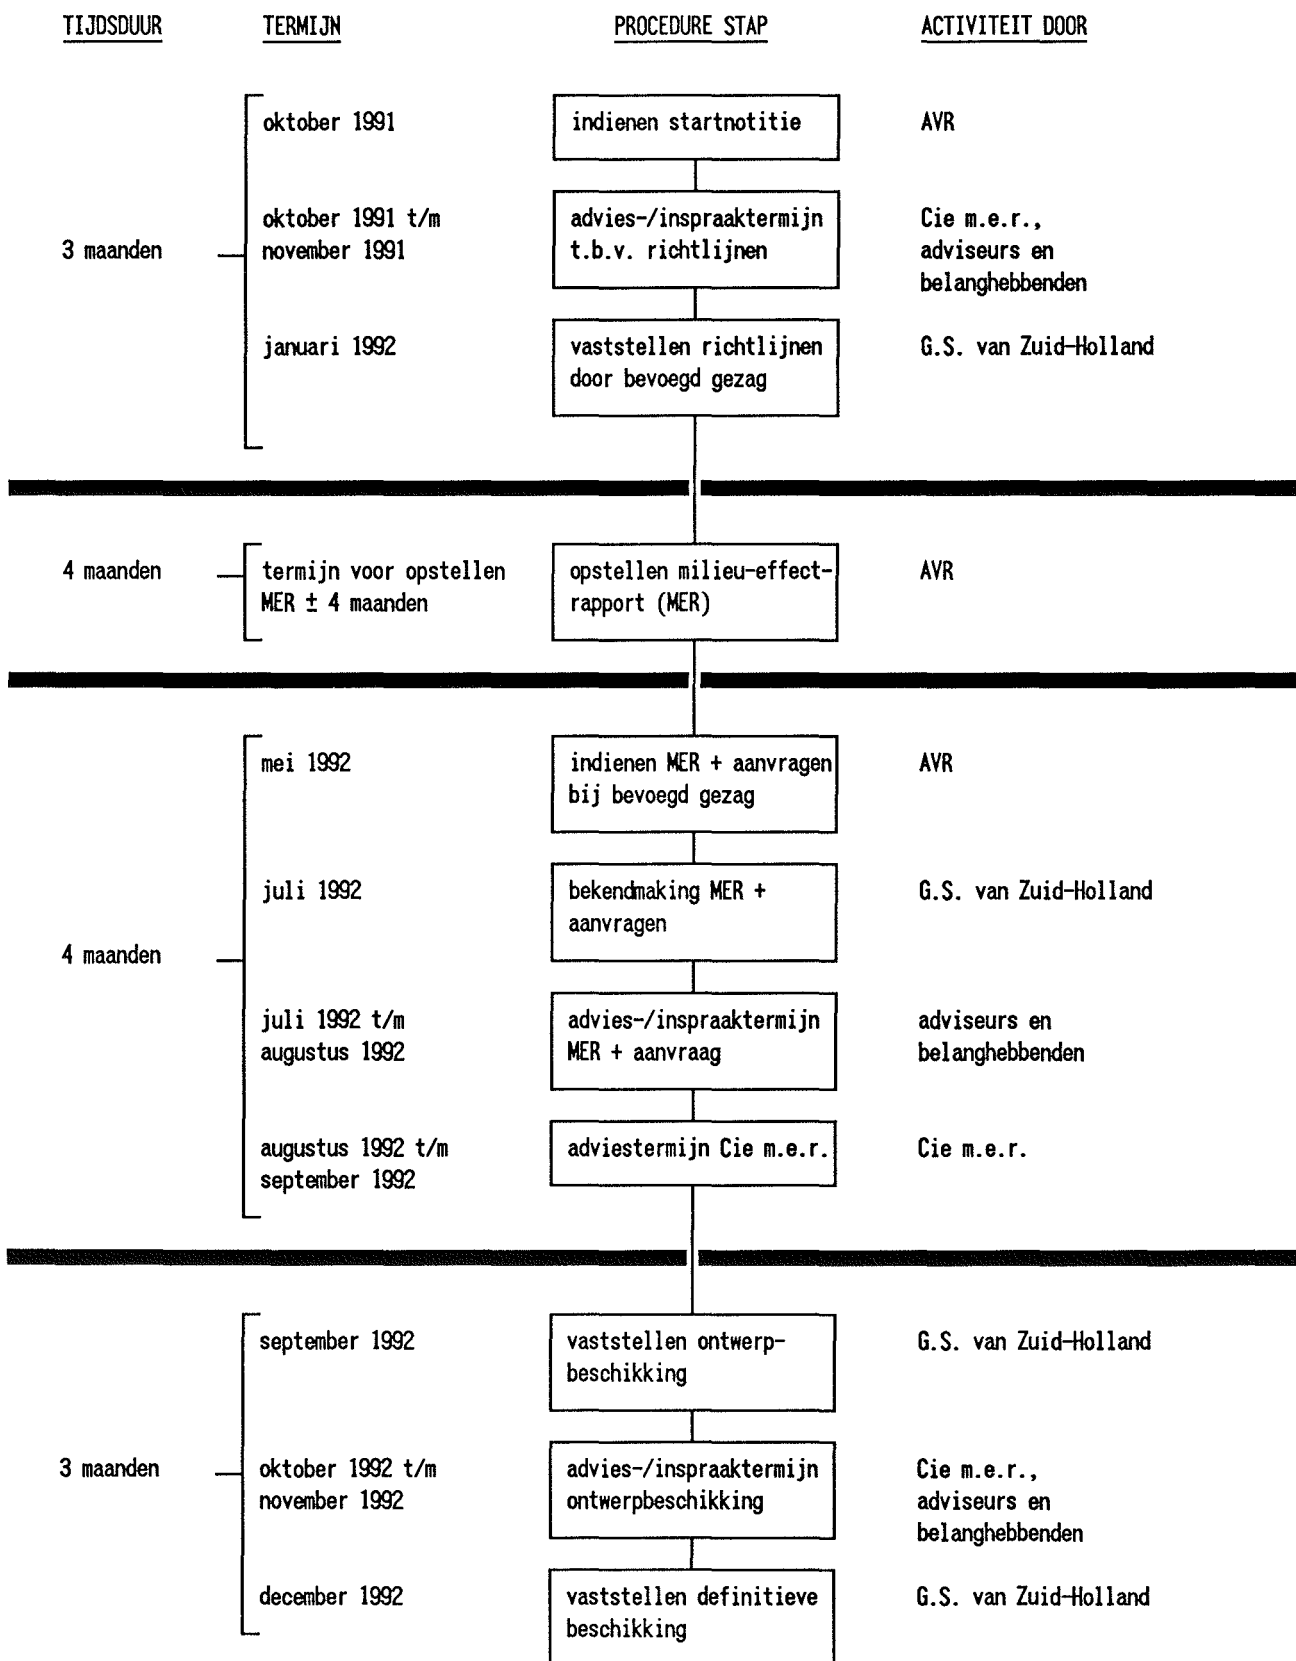 TIJDSDUUR TERMIJN PROCEDURE STAP ACTIVITEIT DOOR
oktober 1991 indienen startnotitie AVR
oktober 1991 t/m advies-/inspraaktermijn Cie m.e.r.,
3 maanden november 1991 t.b.v. richtlijnen adviseurs en
belanghebbenden
januari 1992 vaststellen richtlijnen G.S. van Zuid-Holland
door bevoegd gezag
4 maanden termijn voor opstellen opstellen milieu-effect- AVR
MER ± 4 maanden rapport (MER)
mei 1992 indienen MER + aanvragen AVR
bij bevoegd gezag
juli 1992 bekendmaking MER + G.S. van Zuid-Holland
aanvragen
4 maanden
juli 1992 t/m advies-/inspraaktermijn adviseurs en
augustus 1992 MER + aanvraag belanghebbenden
augustus 1992 t/m adviestermijn Cie m.e.r. Cie m.e.r.
september 1992
september 1992 vaststellen ontwerp- G.S. van Zuid-Holland
beschikking
3 maanden oktober 1992 t/m advies-/inspraaktermijn Cie m.e.r.,
november 1992 ontwerpbeschikking adviseurs en
belanghebbenden
december 1992 vaststellen definitieve G.S. van Zuid-Holland
beschikking